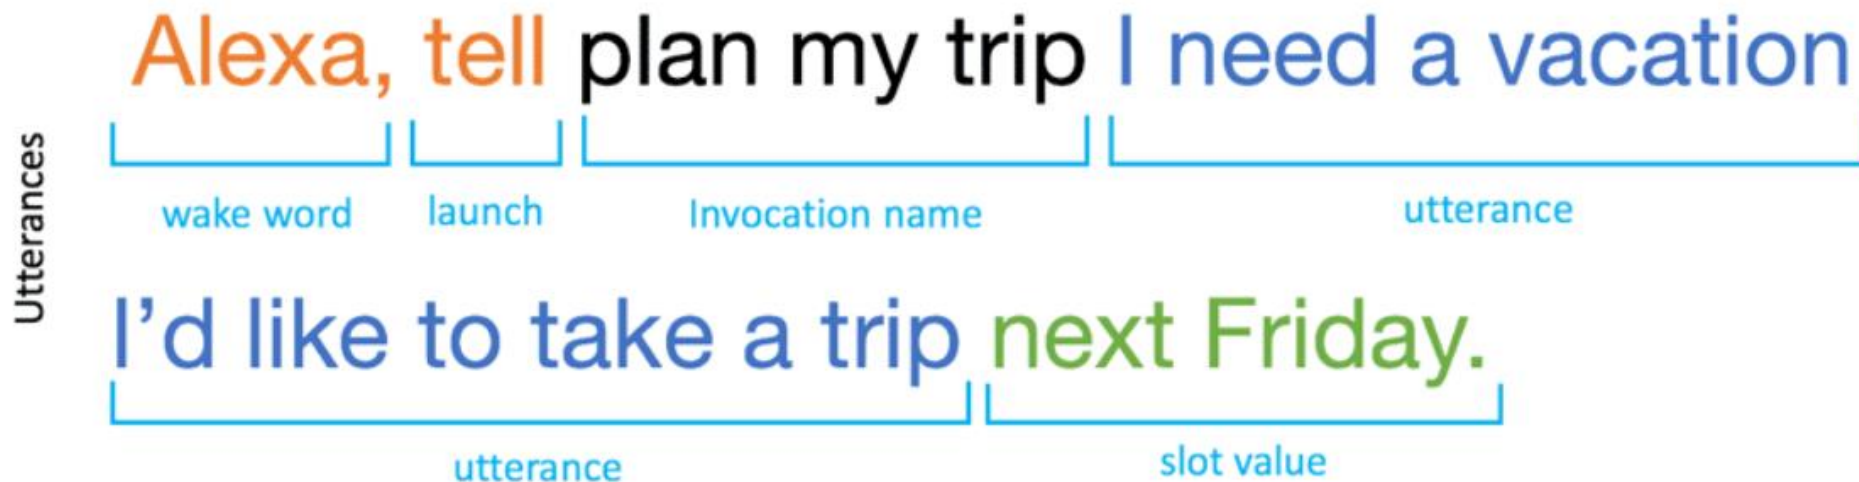 Utterances
Alexa, tell plan my trip I need a vacation
wake word launch Invocation name utterance
I'd like to take a trip next Friday.
utterance slot value